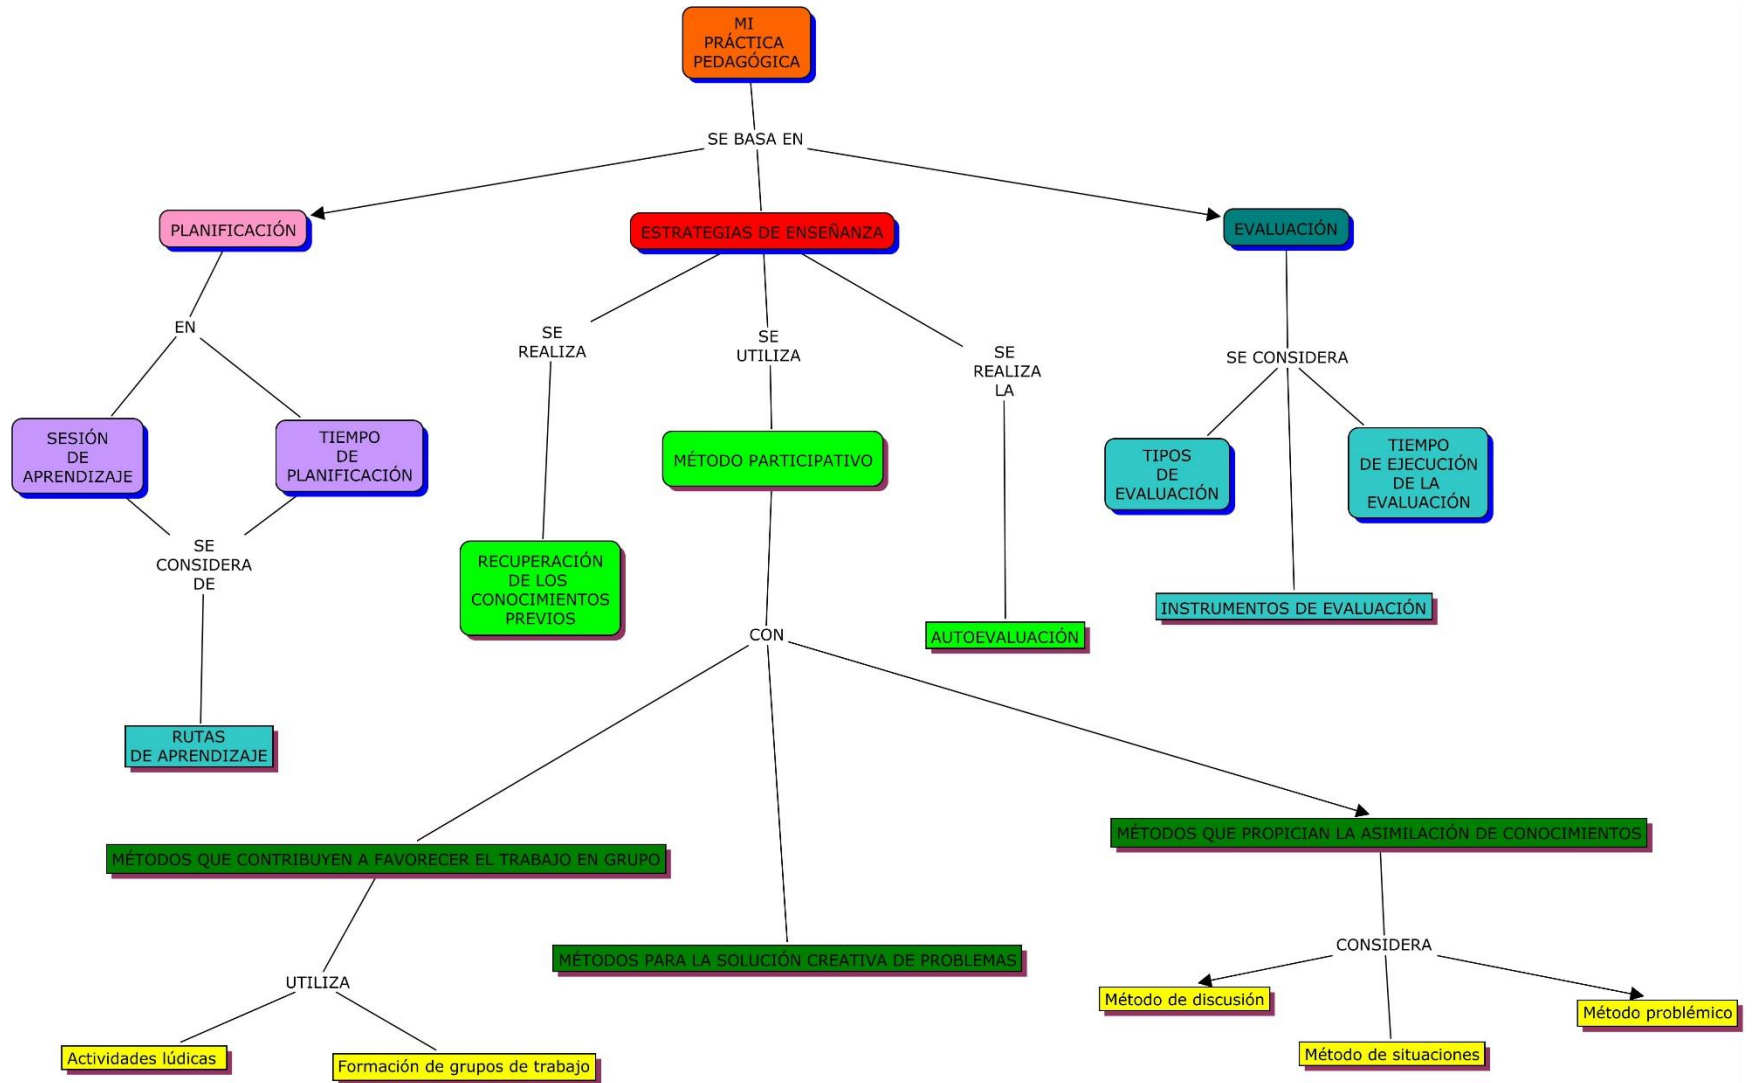 MI
PRÁCTICA
PEDAGÓGICA
SE BASA EN
PLANIFICACIÓN
ESTRATEGIAS DE ENSEÑANZA
EVALUACIÓN
EN
SE
REALIZA
SE
UTILIZA
SE
REALIZA
LA
SE CONSIDERA
SESIÓN
DE
APRENDIZAJE
TIEMPO
DE
PLANIFICACIÓN
MÉTODO PARTICIPATIVO
TIPOS
DE
EVALUACIÓN
TIEMPO
DE EJECUCIÓN
DE LA
EVALUACIÓN
SE
CONSIDERA
DE
RECUPERACIÓN
DE LOS
CONOCIMIENTOS
PREVIOS
INSTRUMENTOS DE EVALUACIÓN
CON
AUTOEVALUACIÓN
RUTAS
DE APRENDIZAJE
MÉTODOS QUE CONTRIBUYEN A FAVORECER EL TRABAJO EN GRUPO
MÉTODOS QUE PROPICIAN LA ASIMILACIÓN DE CONOCIMIENTOS
MÉTODOS PARA LA SOLUCIÓN CREATIVA DE PROBLEMAS
CONSIDERA
UTILIZA
Método de discusión
Método problémico
Método de situaciones
Actividades lúdicas
Formación de grupos de trabajo